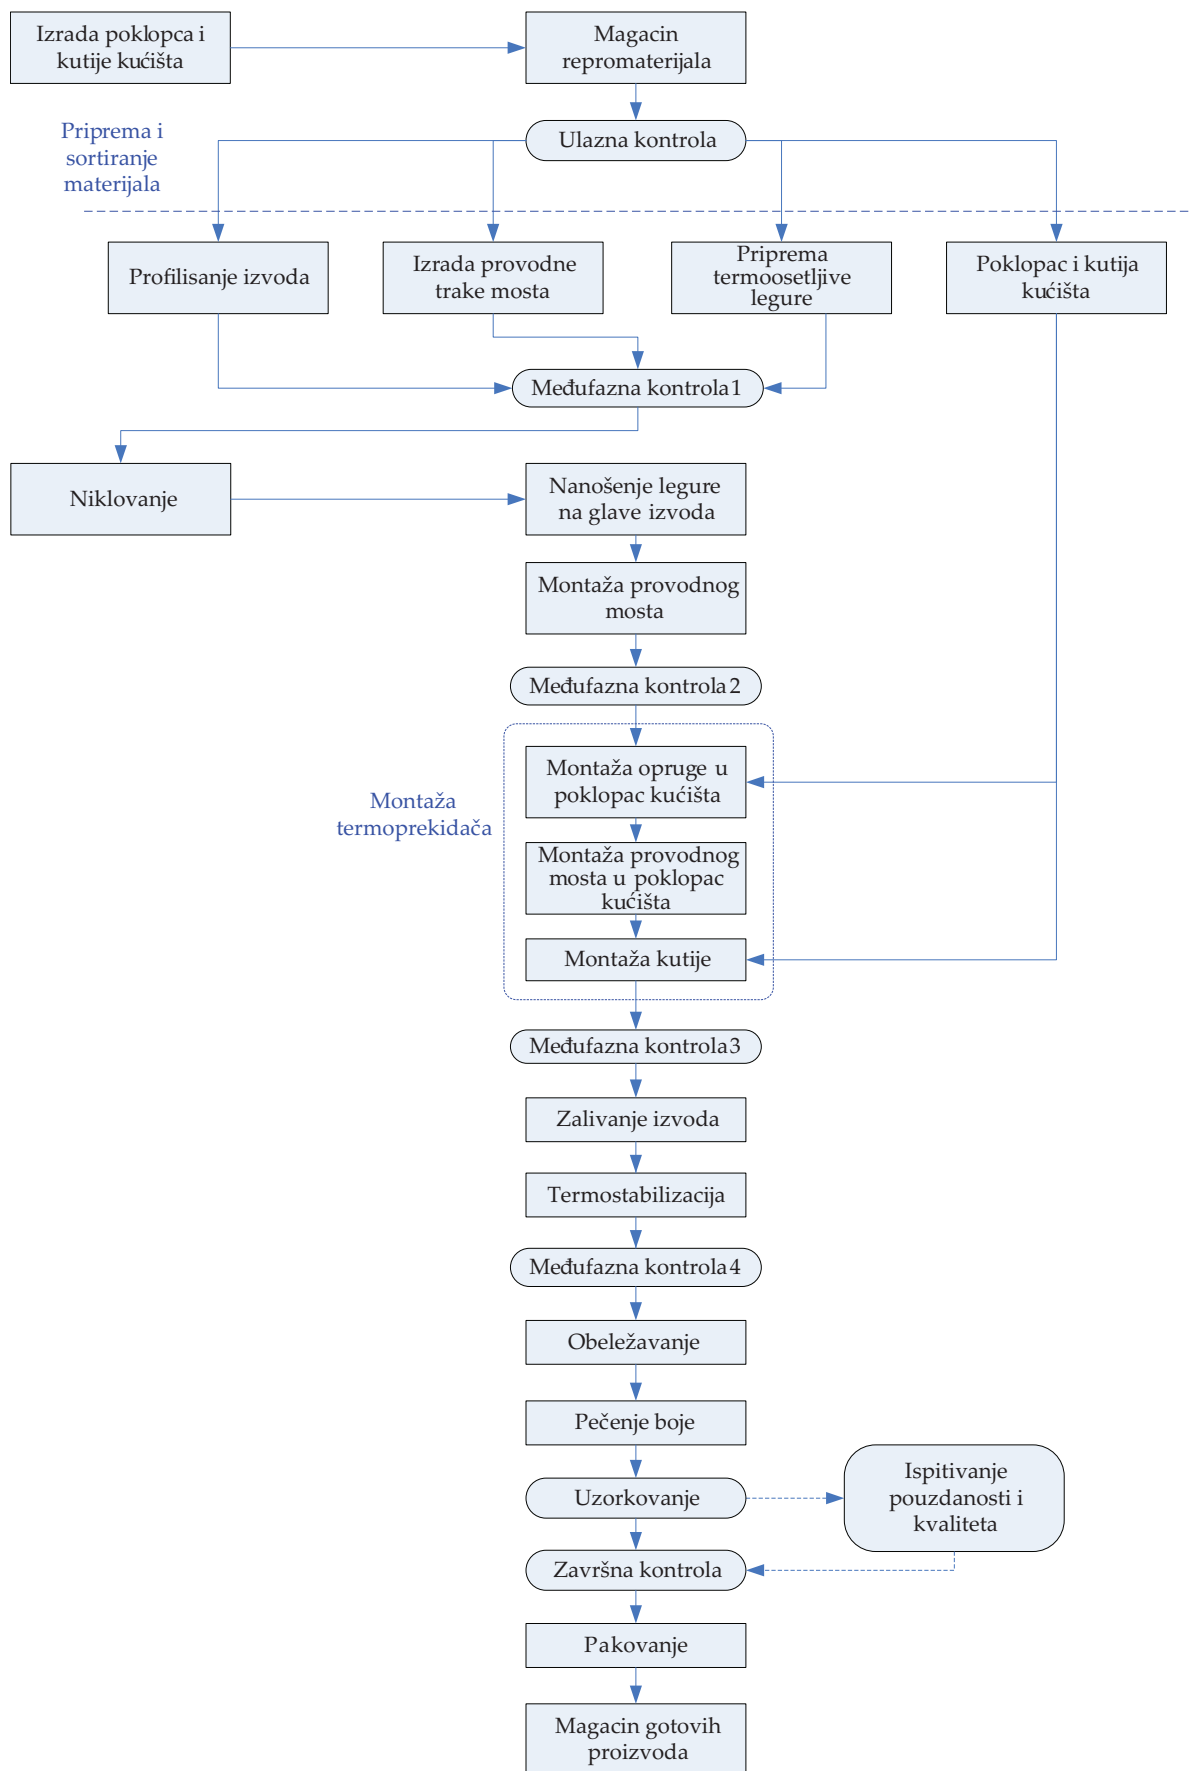 Izrada poklopca i
kutije kućišta
Magacin
repromaterijala
Ulazna kontrola
Priprema i
sortiranje
materijala
Profilisanje izvoda
Izrada provodne
trake mosta
Priprema
termoosetljive
legure
Poklopac i kutija
kućišta
Međufazna kontrola 1
Niklovanje
Nanošenje legure
na glave izvoda
Montaža provodnog
mosta
Međufazna kontrola 2
Montaža opruge u
poklopac kućišta
Montaža
termoprekidača
Montaža provodnog
mosta u poklopac
kućišta
Montaža kutije
Međufazna kontrola 3
Zalivanje izvoda
Termostabilizacija
Međufazna kontrola 4
Obeležavanje
Pečenje boje
Uzorkovanje
Ispitivanje
pouzdanosti i
kvaliteta
Završna kontrola
Pakovanje
Magacin gotovih
proizvoda